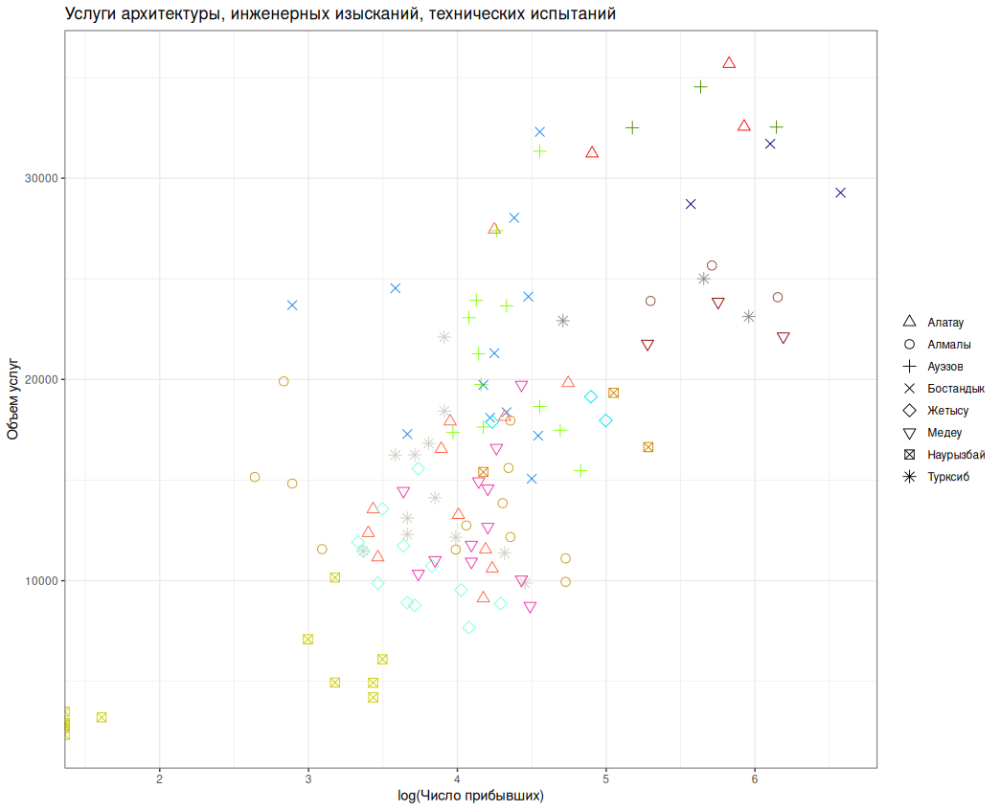 Услуги архитектуры, инженерных изысканий, технических испытаний
30000
20000
10000
Объем услуг
2 3 4 5 6
log(Число прибывших)
Алатау
Алмалы
Ауэзов
Бостандык
Жетысу
Медеу
Наурызбай
Турксиб